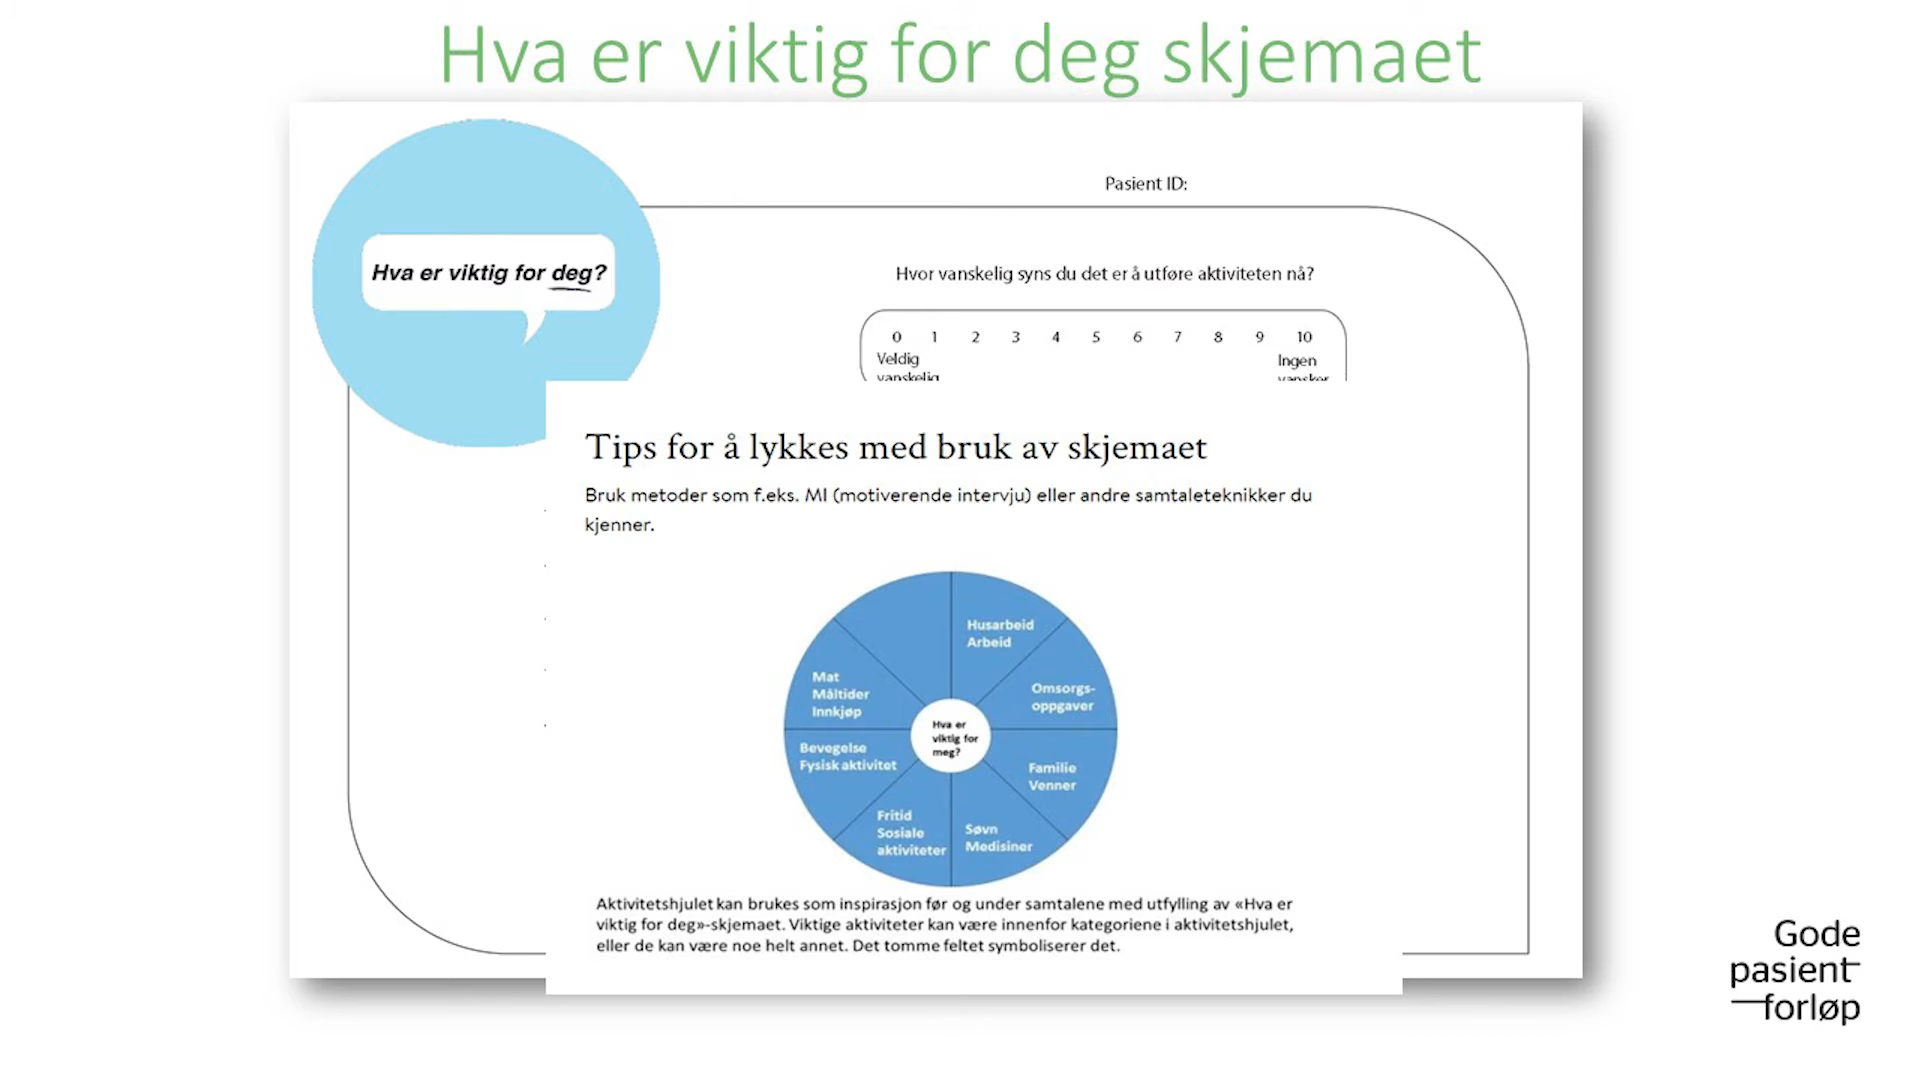 Hva er viktig for deg skjemaet
Pasient ID:
Hva er viktig for deg?
Hvor vanskelig syns du det er å utføre aktiviteten nå?
0 1 2 3 4 5 6 7 8 9 10
Veldig
vanskelig
Ingen
vansker
Tips for å lykkes med bruk av skjemaet
Bruk metoder som f.eks. MI (motiverende intervju) eller andre samtaleteknikker du
kjenner.
Husarbeid
Arbeid
Omsorgs-
oppgaver
Familie
Venner
Søvn
Medisiner
Fritid
Sosiale
aktiviteter
Bevegelse
Fysisk aktivitet
Mat
Måltider
Innkjøp
Hva er
viktig for
meg?
Aktivitetshjulet kan brukes som inspirasjon før og under samtalene med utfylling av «Hva er
viktig for deg»-skjemaet. Viktige aktiviteter kan være innenfor kategoriene i aktivitetshjulet,
eller de kan være noe helt annet. Det tomme feltet symboliserer det.
Gode
pasient
forløp